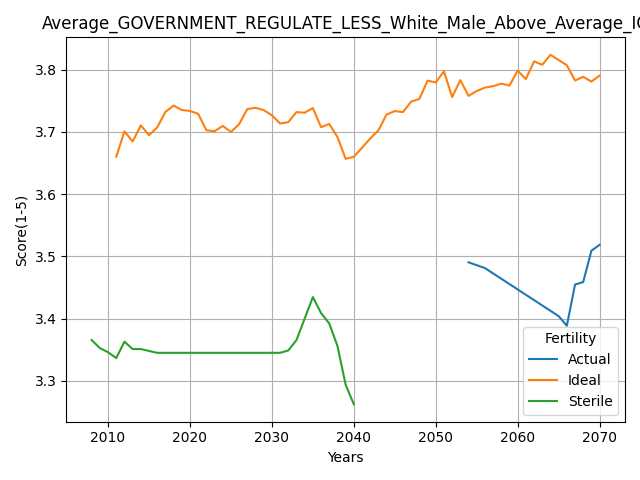 Average_GOVERNMENT_REGULATE_LESS_White_Male_Above_Average_IQ
3.8
3.7
3.6
3.5
3.4
3.3
Score(1-5)
2010 2020 2030 2040 2050 2060 2070
Years
Fertility
Actual
Ideal
Sterile